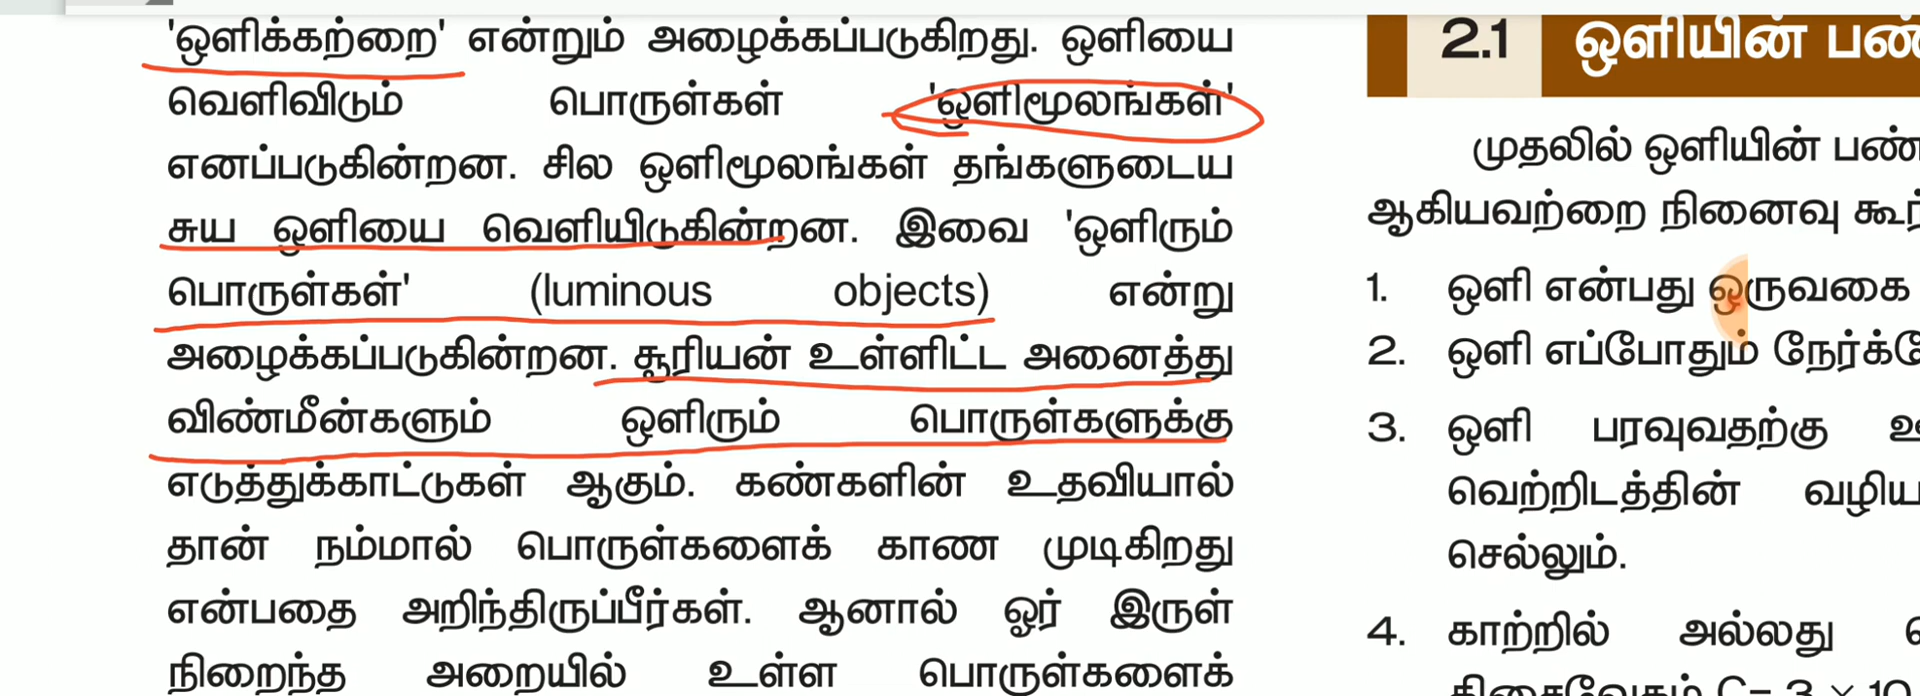 'ஒளிக்கற்றை' என்றும் அழைக்கப்படுகிறது. ஒளியை
வெளிவிடும் பொருள்கள் 'ஒளிமூலங்கள்'
எனப்படுகின்றன. சில ஒளிமூலங்கள் தங்களுடைய
சுய ஒளியை வெளியிடுகின்றன. இவை 'ஒளிரும்
பொருள்கள்' (luminous objects) என்று
அழைக்கப்படுகின்றன. சூரியன் உள்ளிட்ட அனைத்து
விண்மீன்களும் ஒளிரும் பொருள்களுக்கு
எடுத்துக்காட்டுகள் ஆகும். கண்களின் உதவியால்
தான் நம்மால் பொருள்களைக் காண முடிகிறது
என்பதை அறிந்திருப்பீர்கள். ஆனால் ஓர் இருள்
நிறைந்த அறையில் உள்ள பொருள்களைக்
2.1 ஒளியின்
முதலில் ஒளியின்
ஆகியவற்றை நினைவு
1. ஒளி என்பது ஒருவகை
2. ஒளி எப்போதும்
3. ஒளி பரவுவதற்கு
வெற்றிடத்தின்
செல்லும்.
4. காற்றில் அல்லது
C= 3 × 10